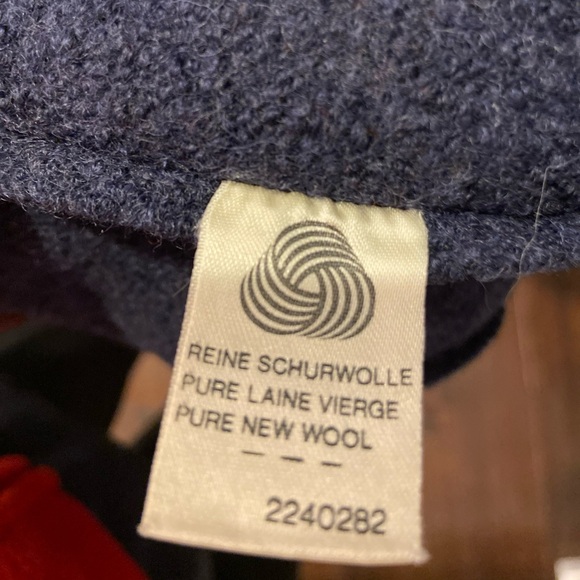 REINE SCHURWOLLE
PURE LAINE VIERGE
PURE NEW WOOL
– – –
2240282